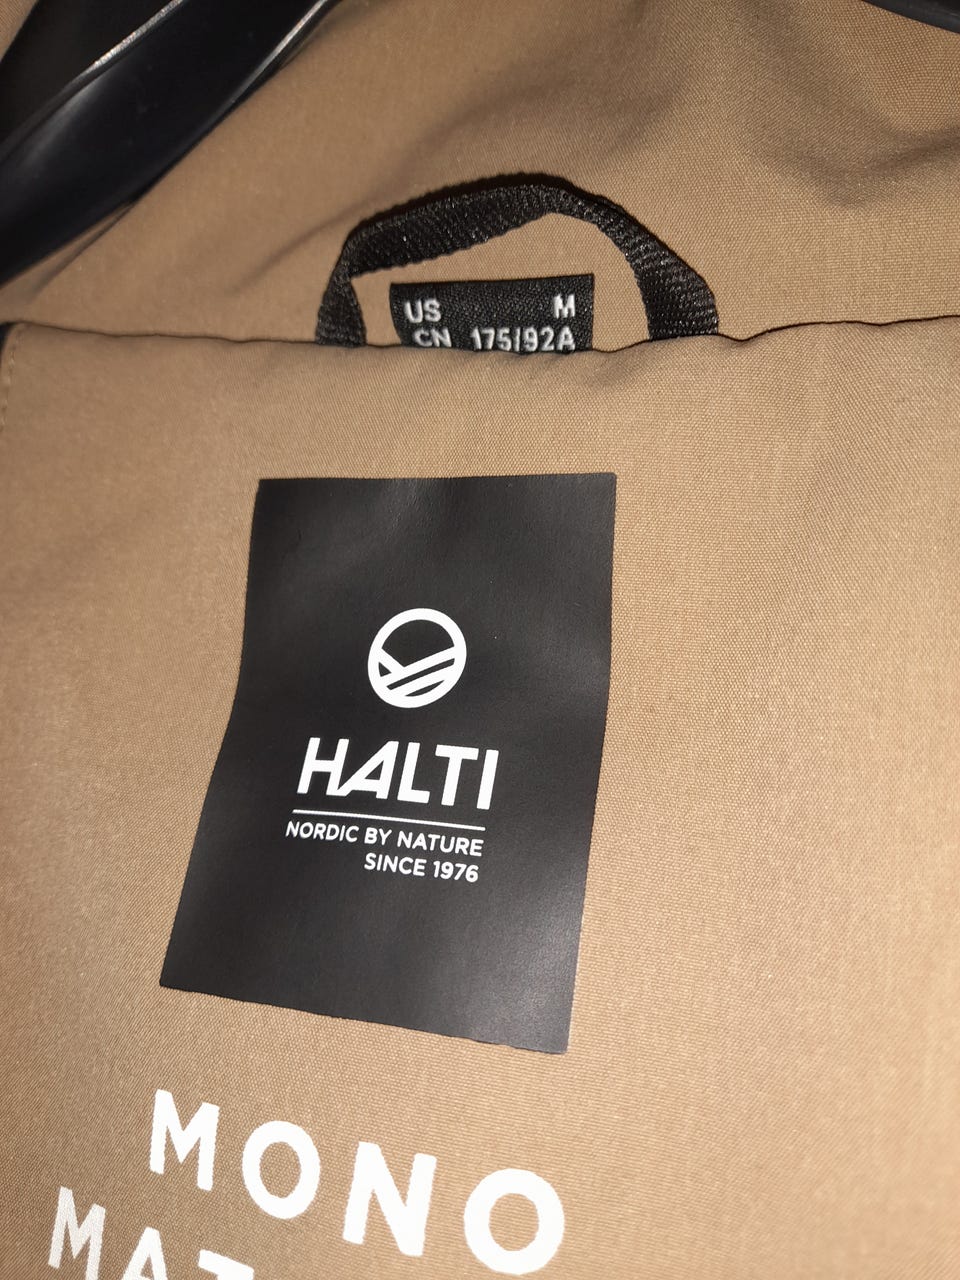 US M
CN 175/92A
HALTI
NORDIC BY NATURE
SINCE 1976
MONO